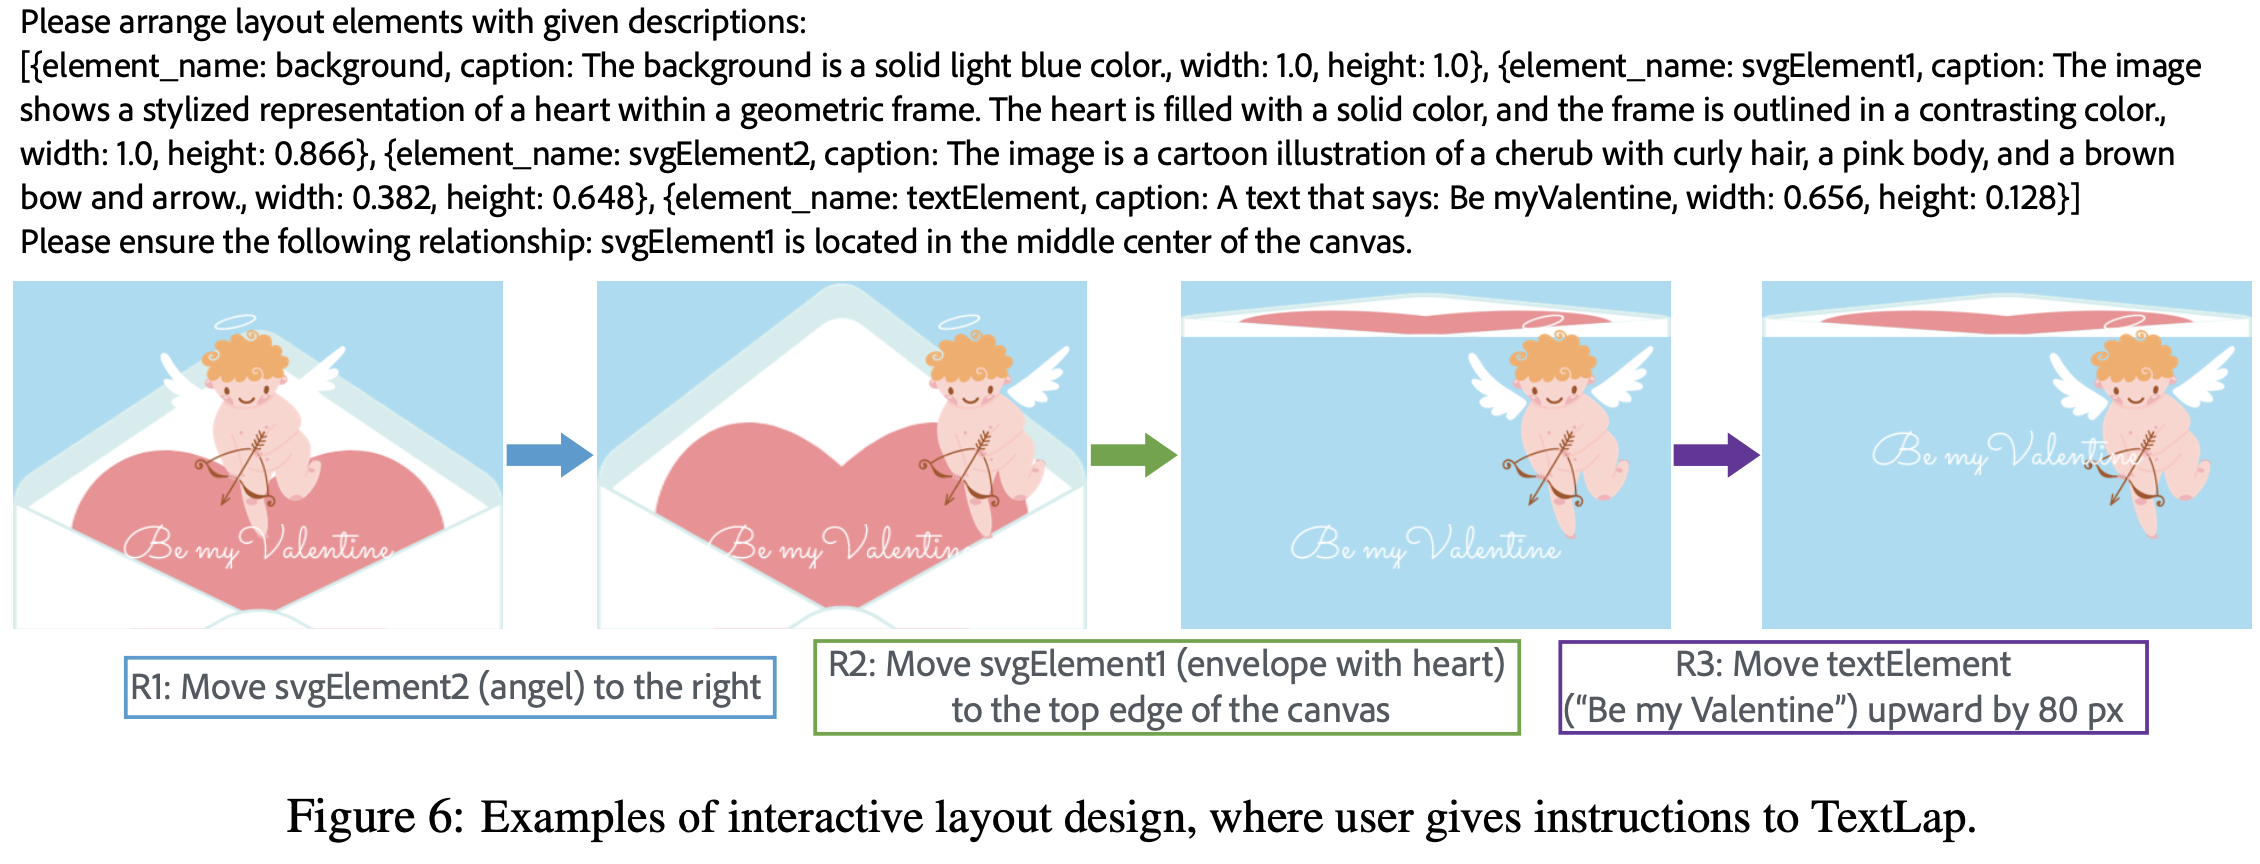 Please arrange layout elements with given descriptions:
[{element_name: background, caption: The background is a solid light blue color., width: 1.0, height: 1.0}, {element_name: svgElement1, caption: The image
shows a stylized representation of a heart within a geometric frame. The heart is filled with a solid color, and the frame is outlined in a contrasting color.,
width: 1.0, height: 0.866}, {element_name: svgElement2, caption: The image is a cartoon illustration of a cherub with curly hair, a pink body, and a brown
bow and arrow., width: 0.382, height: 0.648}, {element_name: textElement, caption: A text that says: Be myValentine, width: 0.656, height: 0.128}]
Please ensure the following relationship: svgElement1 is located in the middle center of the canvas.
Be my Valentine
Be my Valentine
Be my Valentine
Be my Valentine
R1: Move svgElement2 (angel) to the right
R2: Move svgElement1 (envelope with heart)
to the top edge of the canvas
R3: Move textElement
(“Be my Valentine”) upward by 80 px
Figure 6: Examples of interactive layout design, where user gives instructions to TextLap.